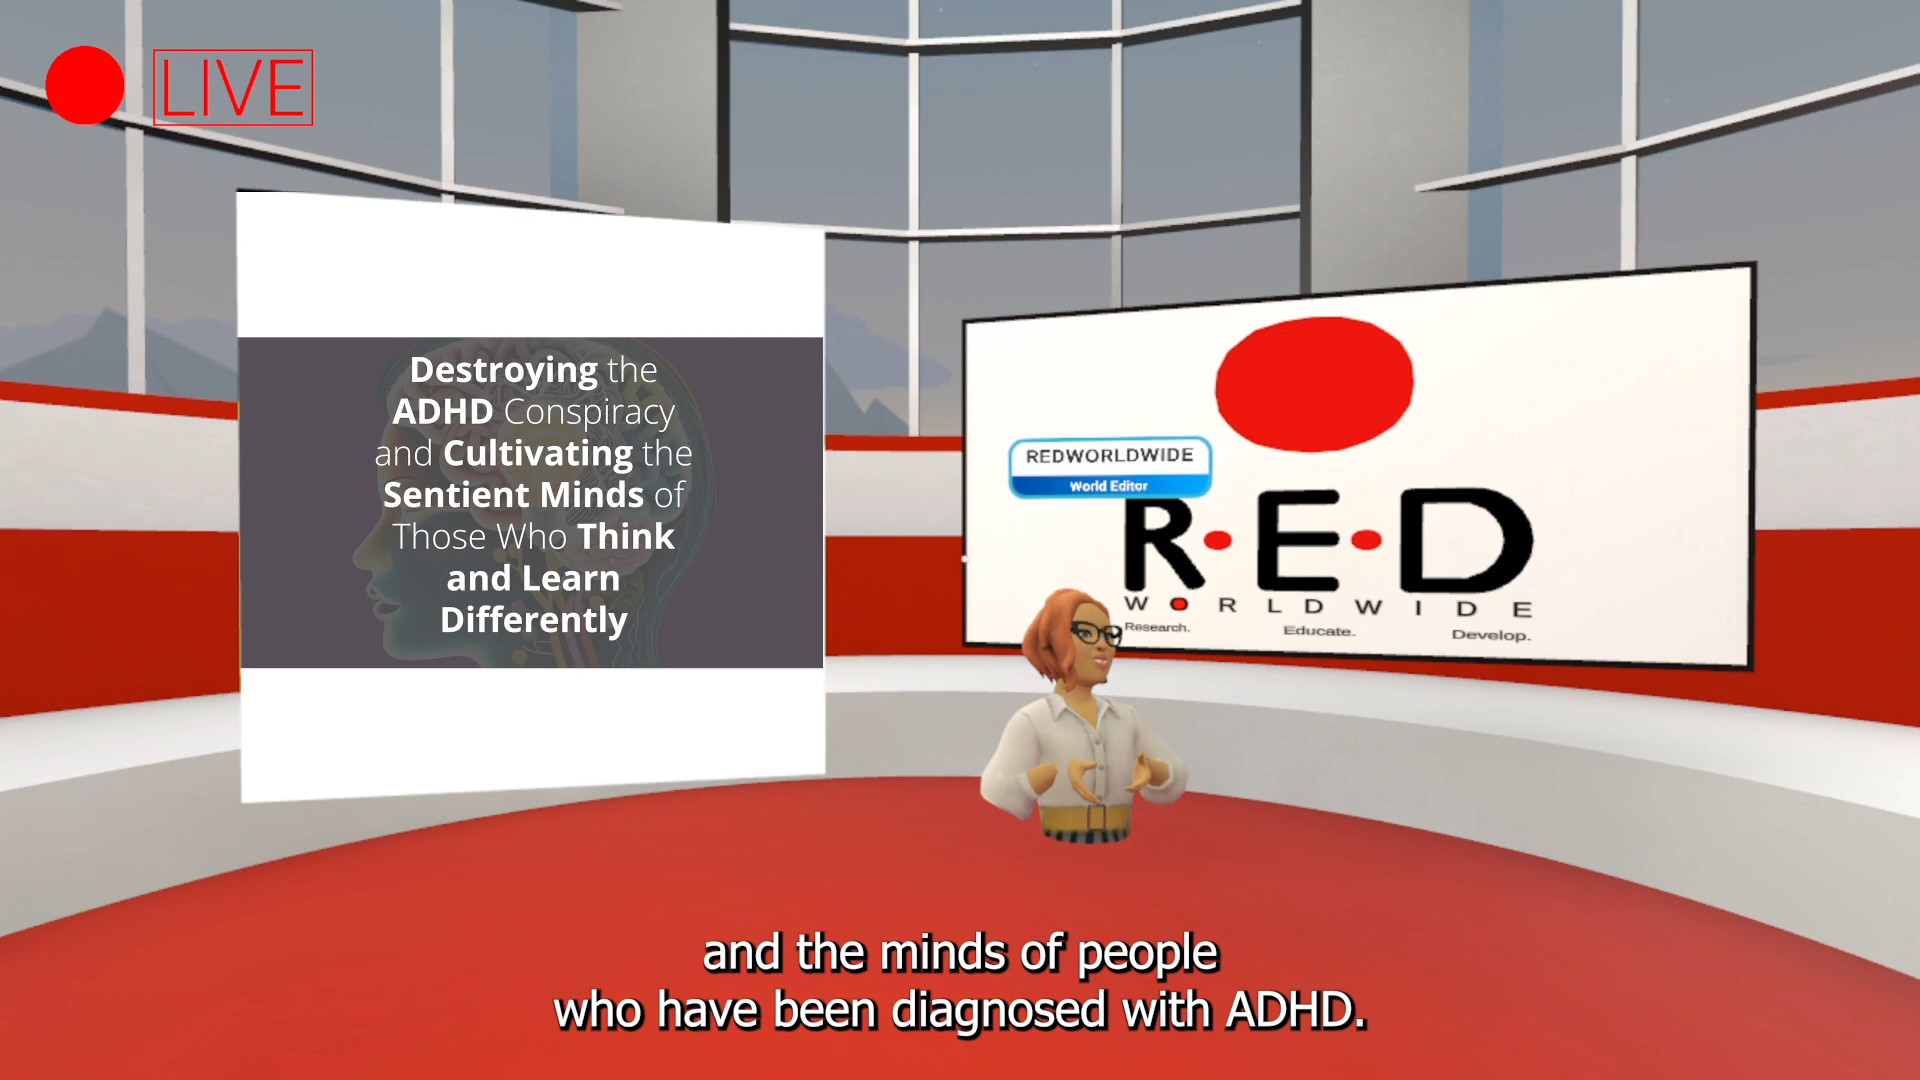 LIVE
Destroying the
ADHD Conspiracy
and Cultivating the
Sentient Minds of
Those Who Think
and Learn
Differently
REDWORLDWIDE
World Editor
R·E·D
WORLDWIDE
Research. Educate. Develop.
and the minds of people
who have been diagnosed with ADHD.